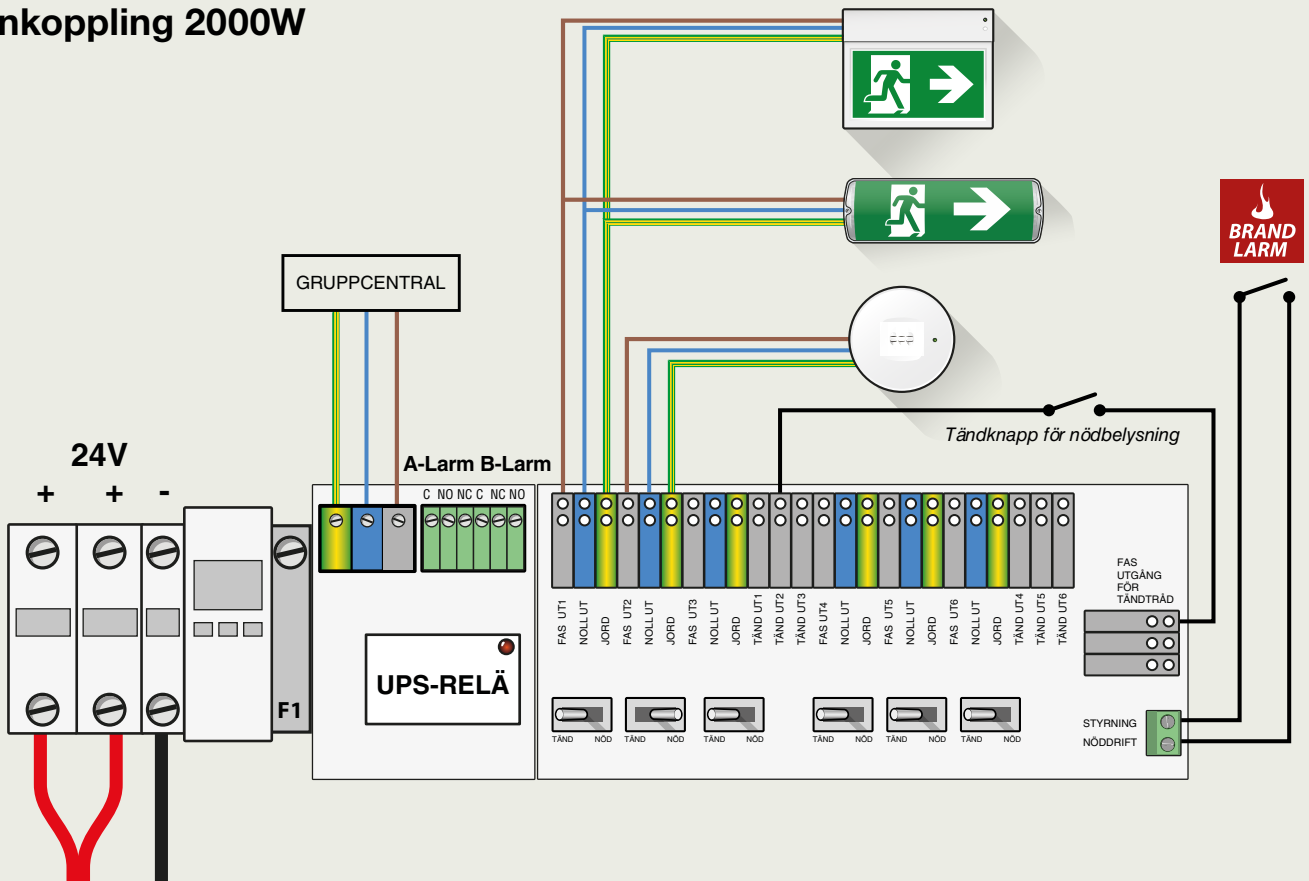 nkoppling 2000W
BRAND
LARM
GRUPPCENTRAL
Tändknapp för nödbelysning
24V
+ + -
A-Larm B-Larm
C NO NC C NC NO
FAS UT1
NOLL UT
JORD
FAS UT2
NOLL UT
JORD
FAS UT3
NOLL UT
JORD
TÄND UT1
TÄND UT2
TÄND UT3
FAS UT4
NOLL UT
JORD
FAS UT5
NOLL UT
JORD
FAS UT6
NOLL UT
JORD
TÄND UT4
TÄND UT5
TÄND UT6
FAS
UTGÅNG
FÖR
TÄNDTRÅD
UPS-RELÄ
F1
TÄND NÖD TÄND NÖD TÄND NÖD TÄND NÖD TÄND NÖD TÄND NÖD
STYRNING
NÖDDRIFT